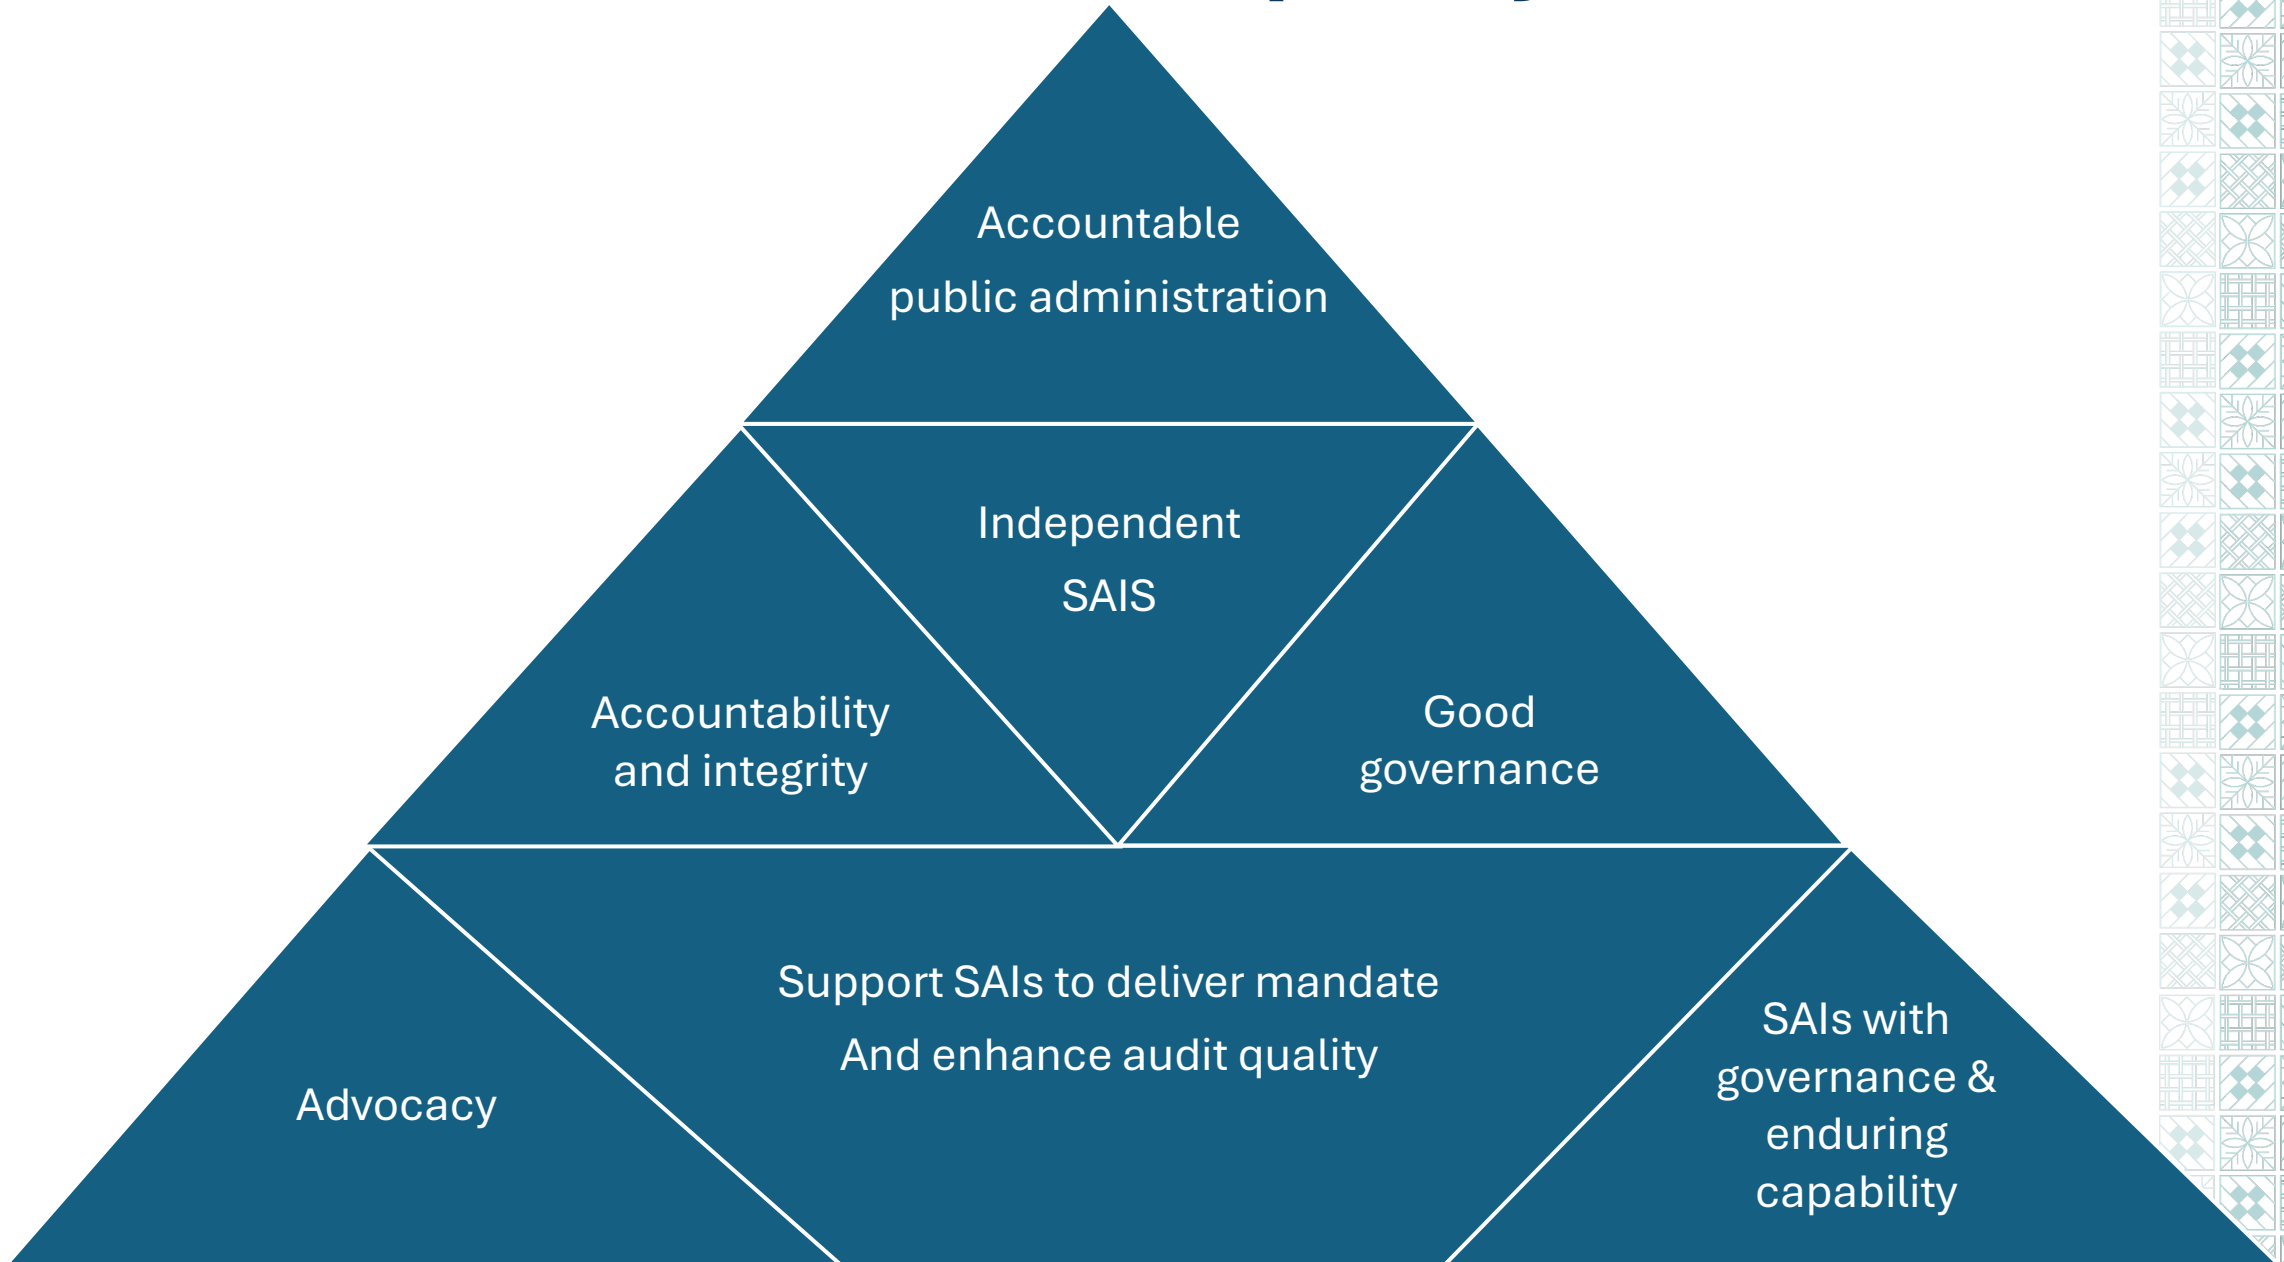 Accountable
public administration
Independent
SAIS
Accountability
and integrity
Good
governance
Support SAIs to deliver mandate
And enhance audit quality
Advocacy
SAIs with
governance &
enduring
capability